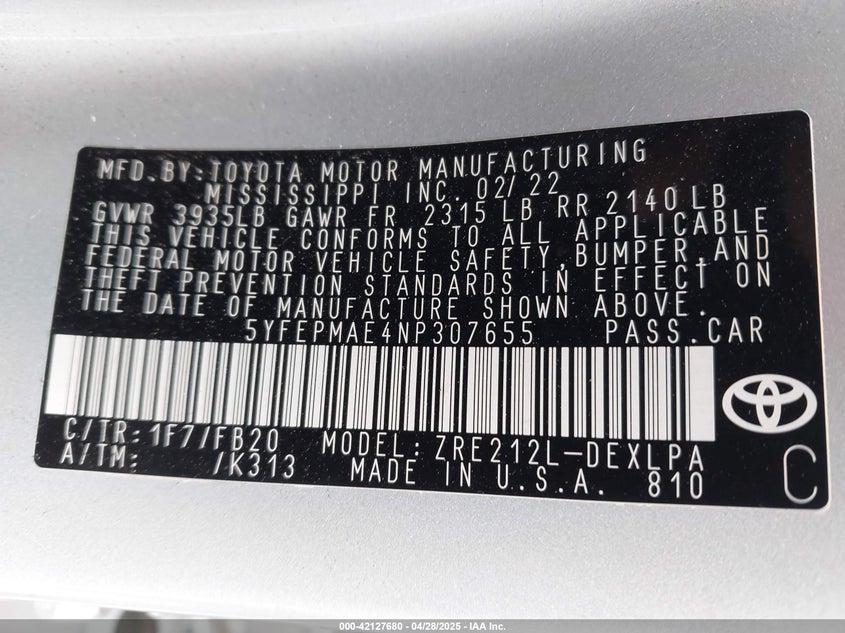 MFD.BY:TOYOTA MOTOR MANUFACTURING
MISSISSIPPI INC. 02/22
GVWR 3935LB GAWR FR 2315LB RR 2140LB
THIS VEHICLE CONFORMS TO ALL APPLICABLE
FEDERAL MOTOR VEHICLE SAFETY,BUMPER,AND
THEFT PREVENTION STANDARDS IN EFFECT ON
THE DATE OF MANUFACTURE SHOWN ABOVE.
5YFEPMAE4NP307655 PASS.CAR
C/TR:1F7/FB20 MODEL:ZRE212L-DEXLPA
A/TM: /K313 MADE IN U.S.A. 810 C
000-42127680 - 04/28/2025 - IAA Inc.